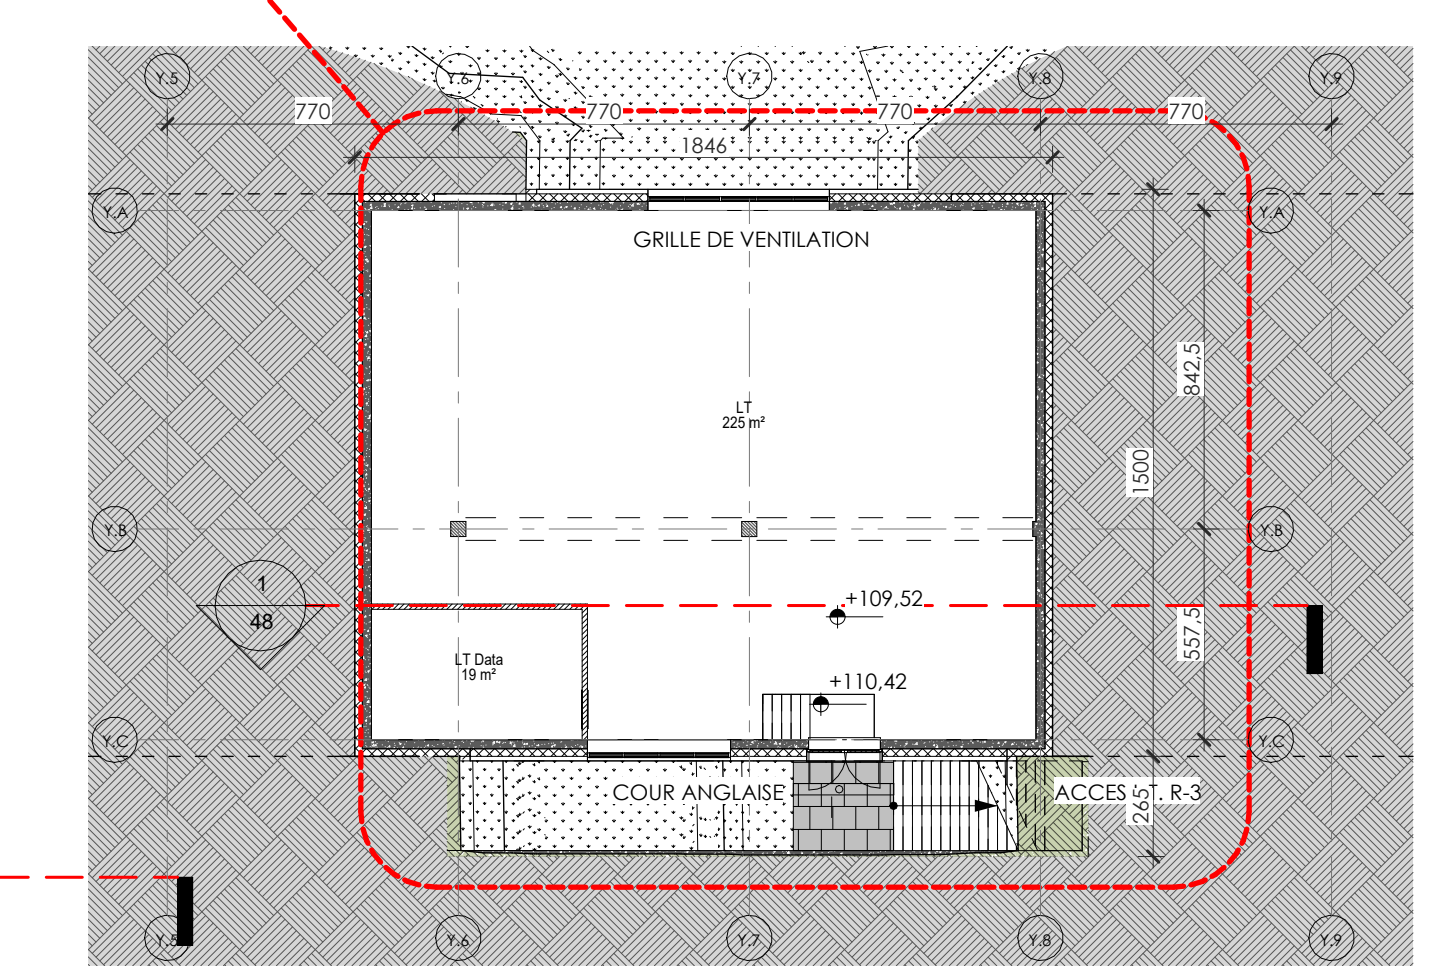 Y.5
Y.6
Y.7
Y.8
Y.9
770
770
770
770
1846
Y.A
Y.A
GRILLE DE VENTILATION
842,5
LT
225 m²
1500
Y.B
Y.B
1
48
+109,52
557,5
LT Data
19 m²
+110,42
Y.C
Y.C
COUR ANGLAISE
ACCES L.T. R-3
265
Y.5
Y.6
Y.7
Y.8
Y.9